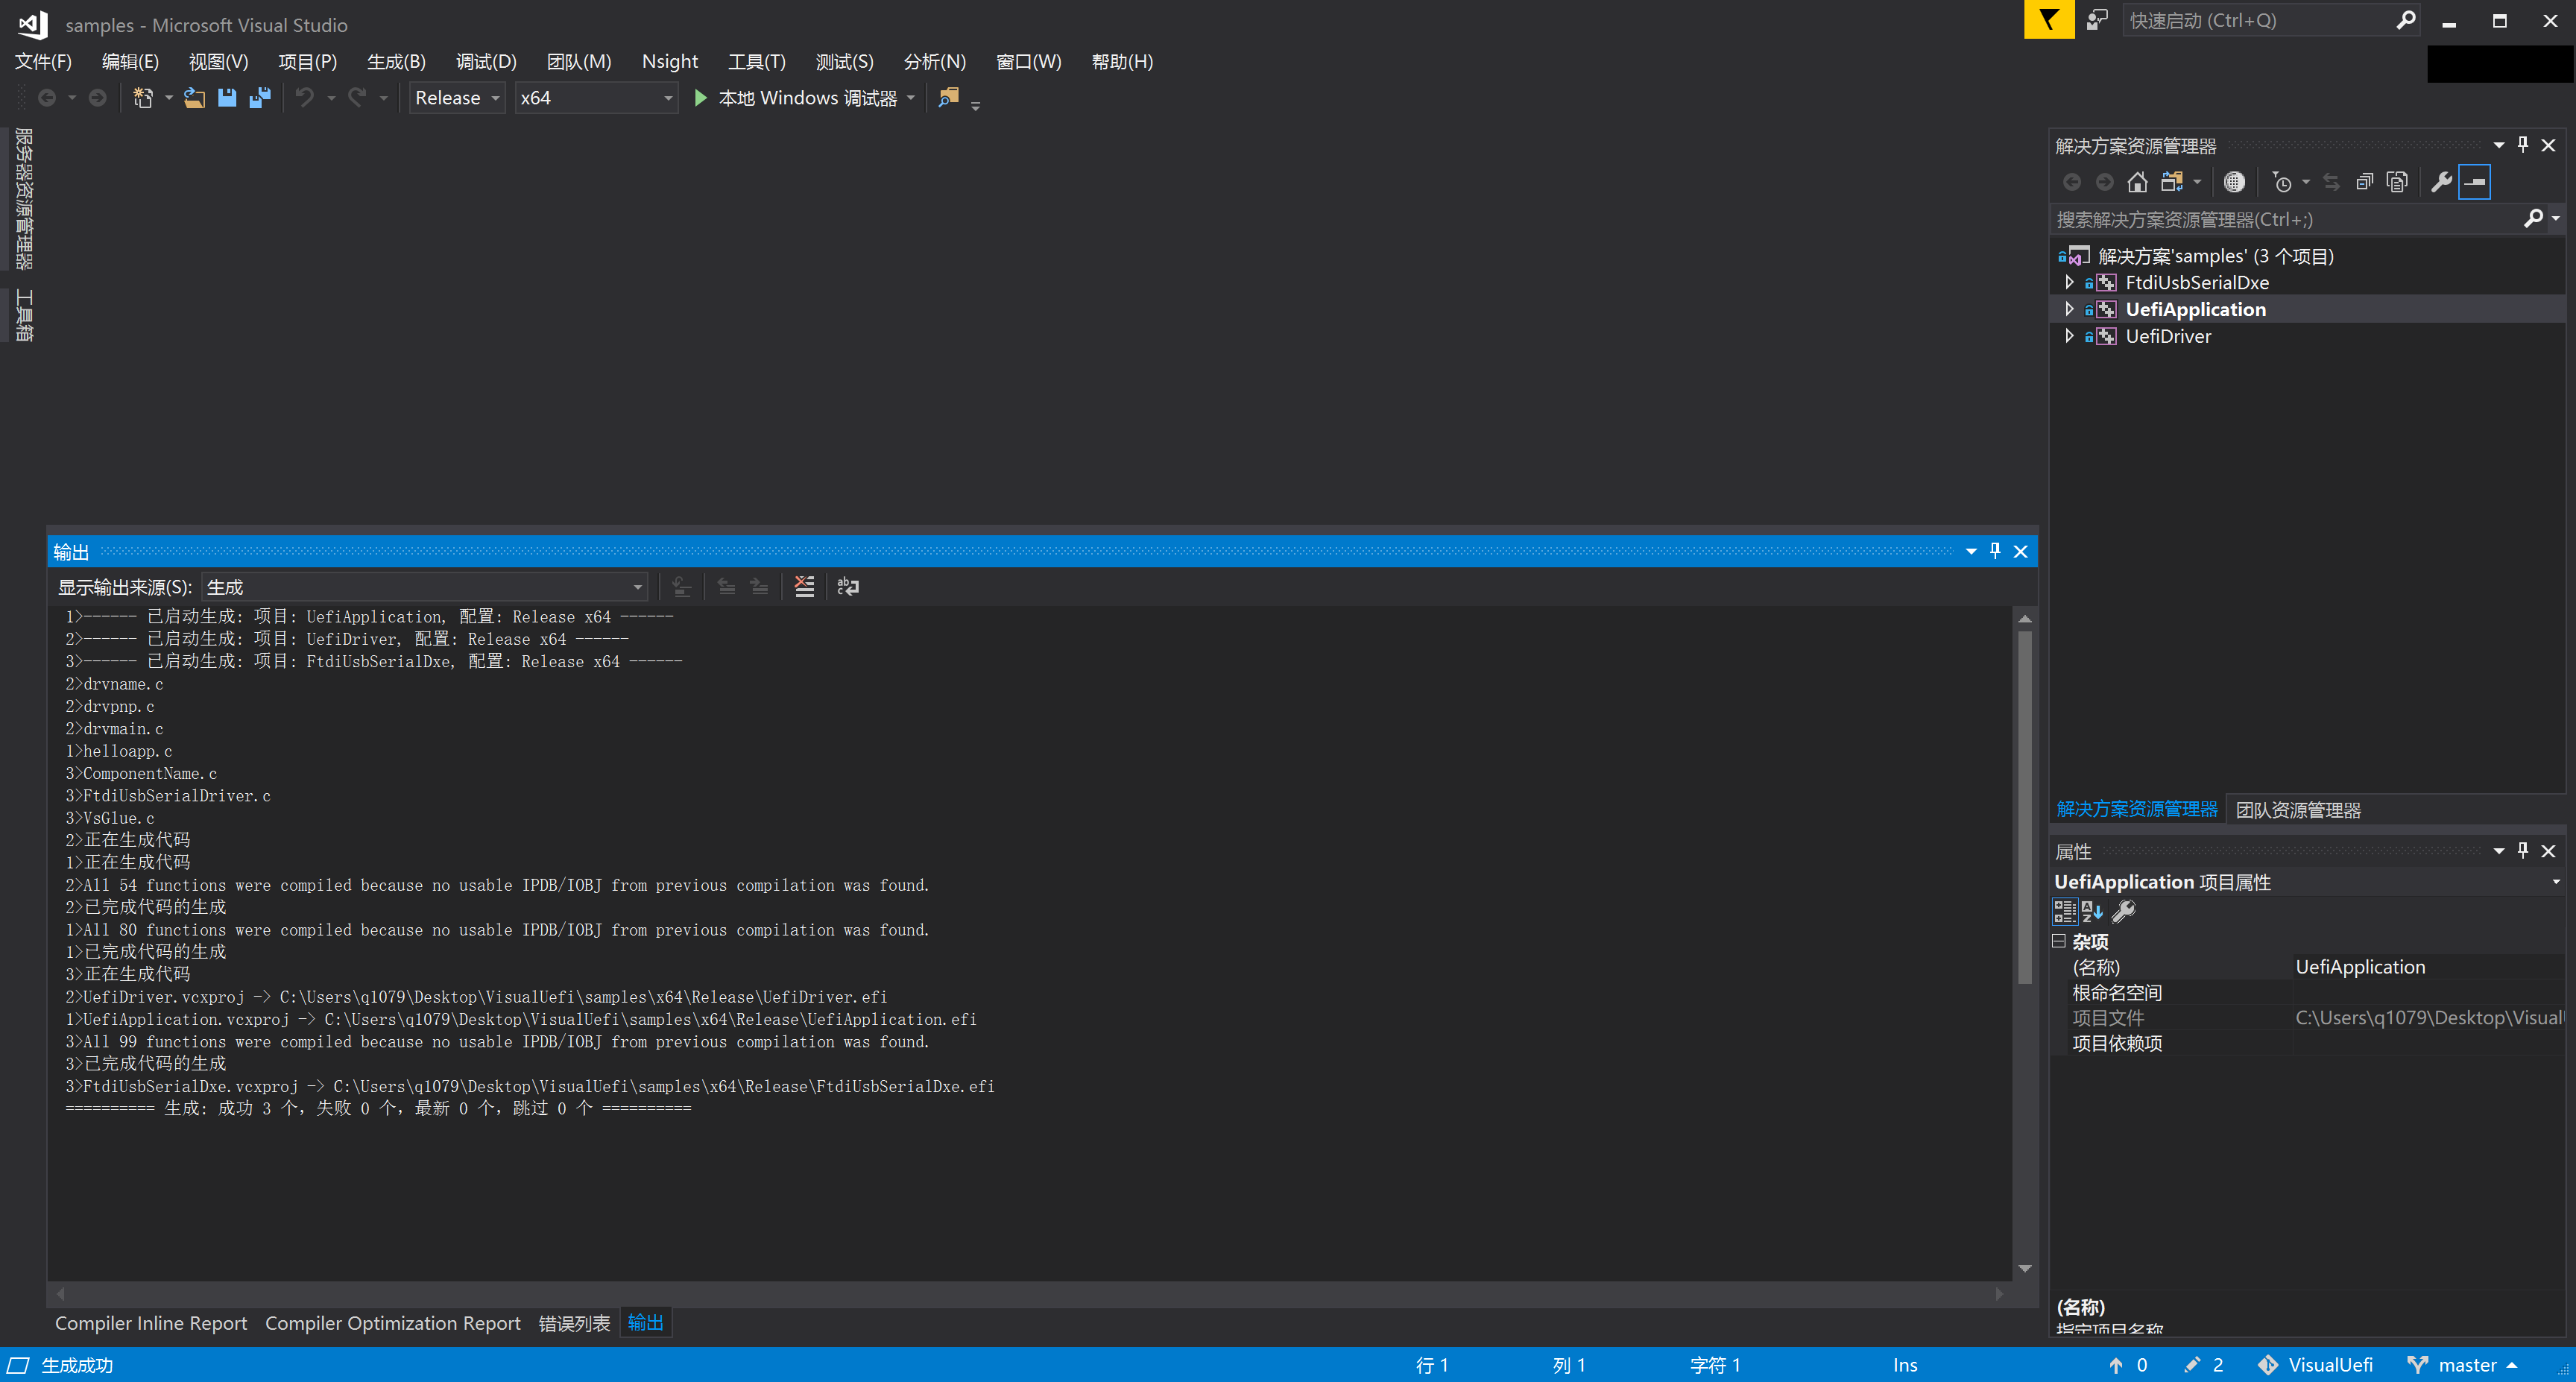 samples - Microsoft Visual Studio
快速启动 (Ctrl+Q)
文件(F) 编辑(E) 视图(V) 项目(P) 生成(B) 调试(D) 团队(M) Nsight 工具(T) 测试(S) 分析(N) 窗口(W) 帮助(H)
Release x64 本地 Windows 调试器
服务器资源管理器
工具箱
输出
显示输出来源(S): 生成
1>------ 已启动生成: 项目: UefiApplication, 配置: Release x64 ------
2>------ 已启动生成: 项目: UefiDriver, 配置: Release x64 ------
3>------ 已启动生成: 项目: FtdiUsbSerialDxe, 配置: Release x64 ------
2>drvname.c
2>drvpnp.c
2>drvmain.c
1>helloapp.c
3>ComponentName.c
3>FtdiUsbSerialDriver.c
3>VsGlue.c
2>正在生成代码
1>正在生成代码
2>All 54 functions were compiled because no usable IPDB/IOBJ from previous compilation was found.
2>已完成代码的生成
1>All 80 functions were compiled because no usable IPDB/IOBJ from previous compilation was found.
1>已完成代码的生成
3>正在生成代码
2>UefiDriver.vcxproj -> C:\Users\q1079\Desktop\VisualUefi\samples\x64\Release\UefiDriver.efi
1>UefiApplication.vcxproj -> C:\Users\q1079\Desktop\VisualUefi\samples\x64\Release\UefiApplication.efi
3>All 99 functions were compiled because no usable IPDB/IOBJ from previous compilation was found.
3>已完成代码的生成
3>FtdiUsbSerialDxe.vcxproj -> C:\Users\q1079\Desktop\VisualUefi\samples\x64\Release\FtdiUsbSerialDxe.efi
========== 生成: 成功 3 个，失败 0 个，最新 0 个，跳过 0 个 ==========
Compiler Inline Report Compiler Optimization Report 错误列表 输出
解决方案资源管理器
搜索解决方案资源管理器(Ctrl+;)
解决方案'samples' (3 个项目)
FtdiUsbSerialDxe
UefiApplication
UefiDriver
解决方案资源管理器 团队资源管理器
属性
UefiApplication 项目属性
杂项
(名称) UefiApplication
根命名空间
项目文件 C:\Users\q1079\Desktop\Visual
项目依赖项
(名称)
指定项目名称
生成成功 行 1 列 1 字符 1 Ins 0 2 VisualUefi master